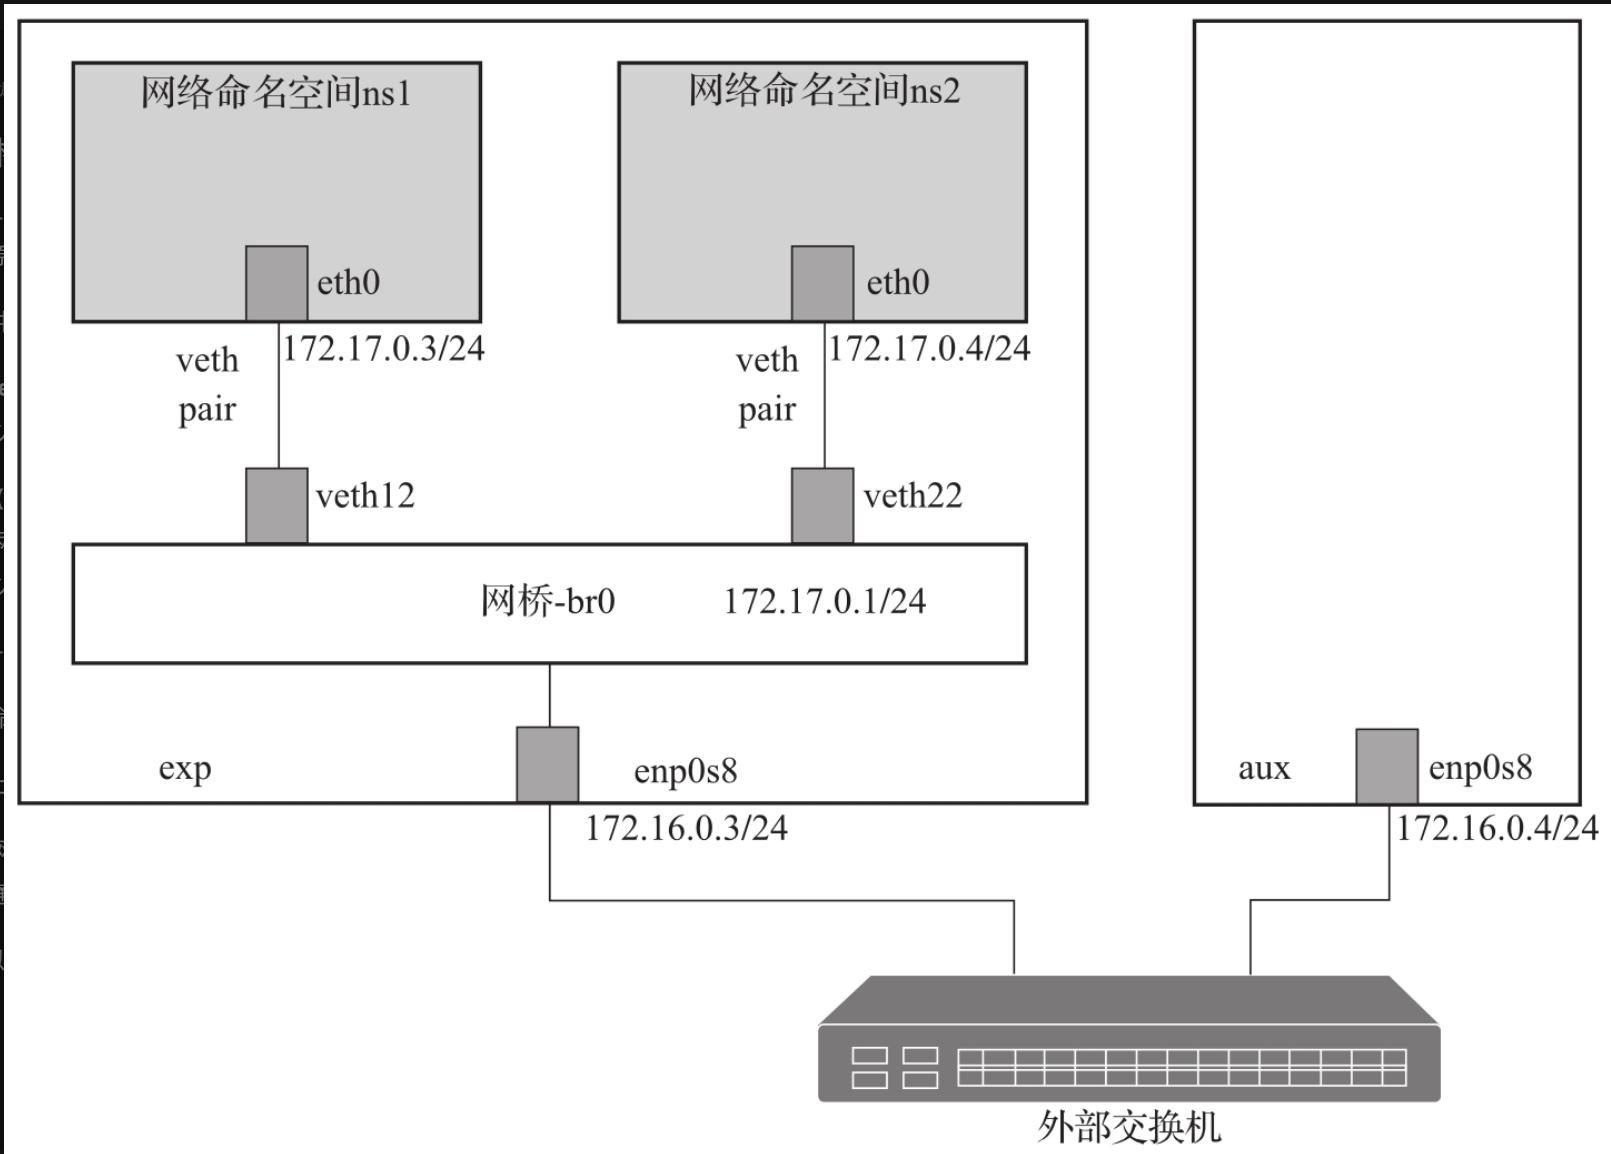 网络命名空间ns1
网络命名空间ns2
eth0
eth0
172.17.0.3/24
172.17.0.4/24
veth
pair
veth
pair
veth12
veth22
网桥-br0
172.17.0.1/24
exp
enp0s8
aux
enp0s8
172.16.0.3/24
172.16.0.4/24
外部交换机